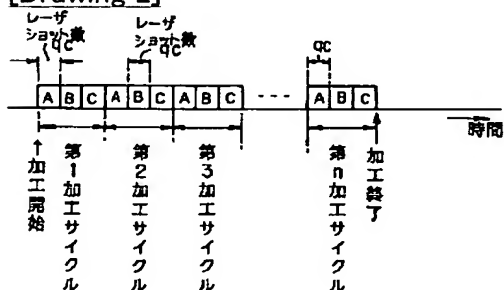 [Drawing 2]
レーザ
ショット数
qc
レーザ
ショット数
qc
qc
A B C A B C A B C ---- A B C
時間
加工開始
第1加工サイクル
第2加工サイクル
第3加工サイクル
第n加工サイクル
加工終了